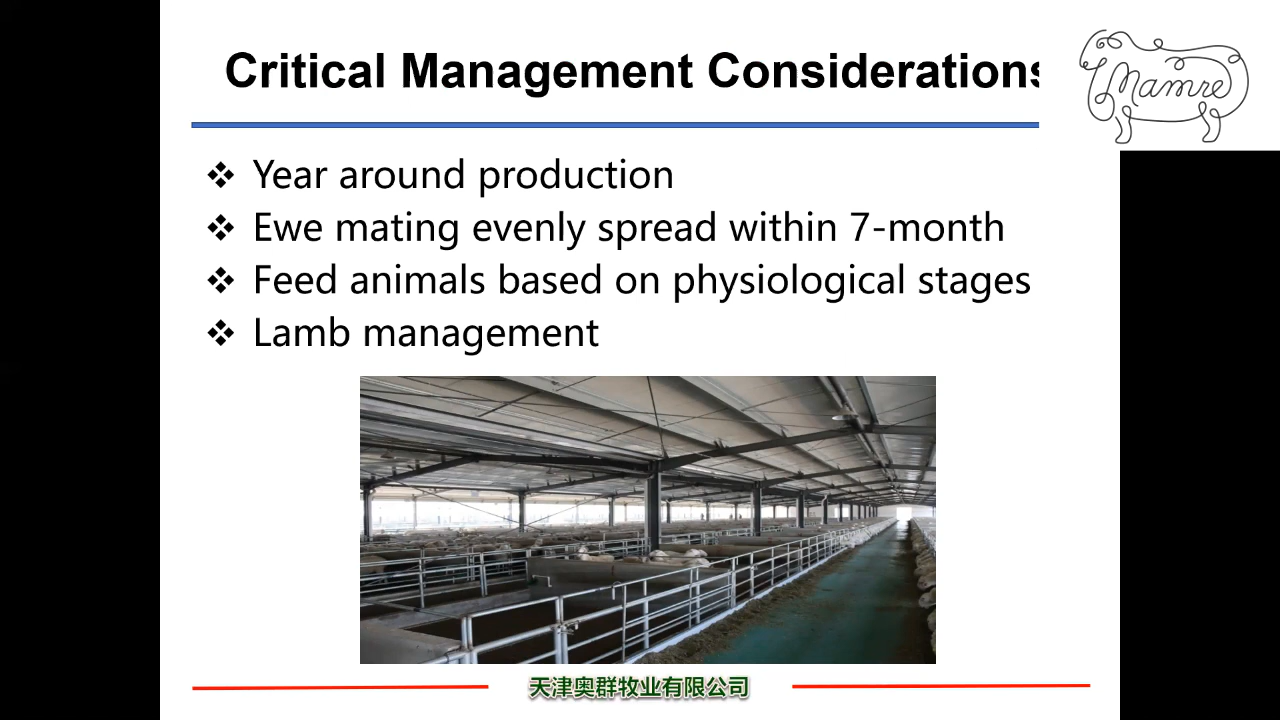 Critical Management Considerations
Mamre
❖ Year around production
❖ Ewe mating evenly spread within 7-month
❖ Feed animals based on physiological stages
❖ Lamb management
天津奥群牧业有限公司